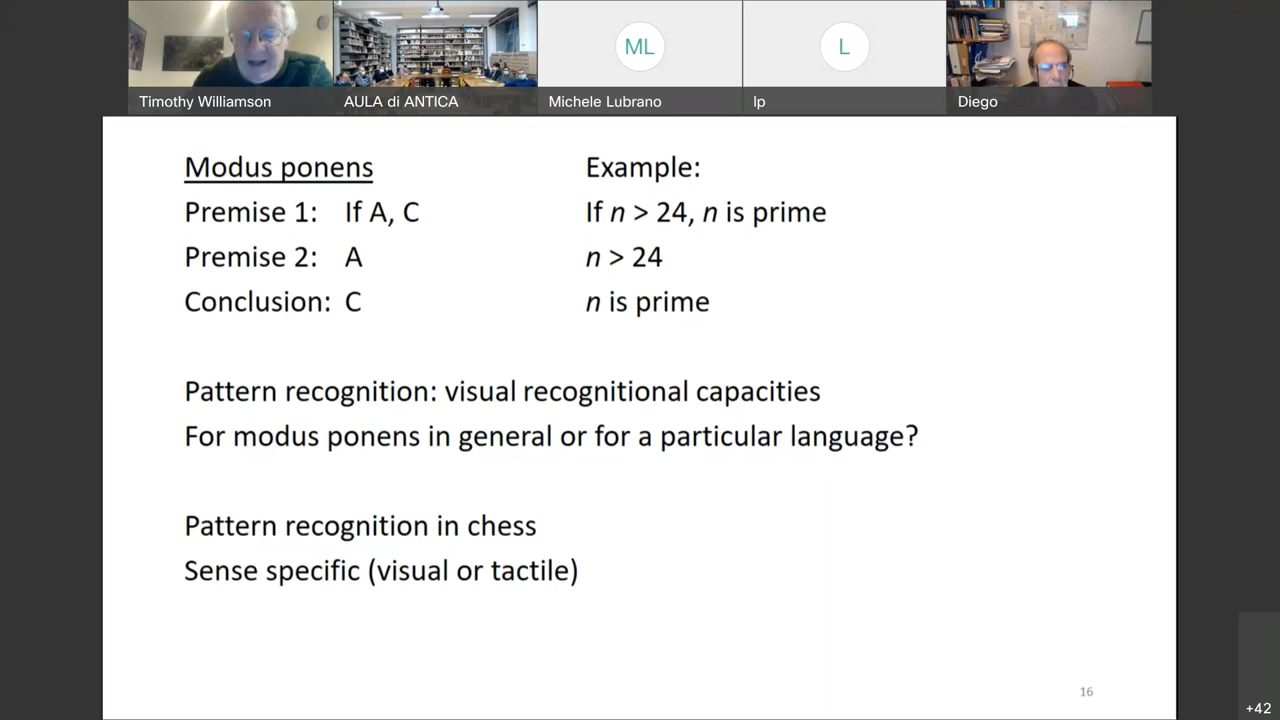 ML
L
Timothy Williamson
AULA di ANTICA
Michele Lubrano
lp
Diego
Modus ponens Example:
Premise 1: If A, C If n > 24, n is prime
Premise 2: A n > 24
Conclusion: C n is prime
Pattern recognition: visual recognitional capacities
For modus ponens in general or for a particular language?
Pattern recognition in chess
Sense specific (visual or tactile)
16
+42